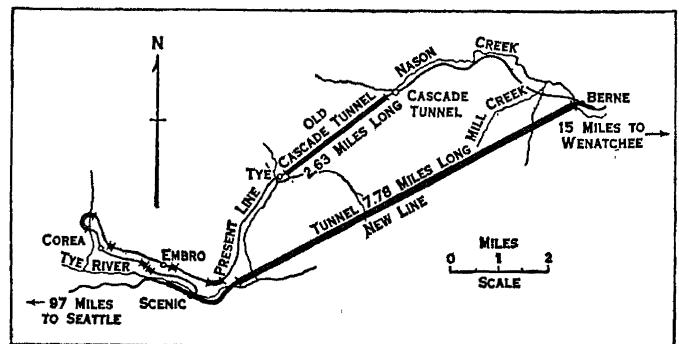 N
NASON
CREEK
OLD
CASCADE TUNNEL
2.63 MILES LONG
CASCADE
TUNNEL
MILL CREEK
BERNE
15 MILES TO
WENATCHEE
TYE
PRESENT LINE
TUNNEL 7.78 MILES LONG
NEW LINE
COREA
EMBRO
TYE RIVER
SCENIC
97 MILES
TO SEATTLE
MILES
0 1 2
SCALE